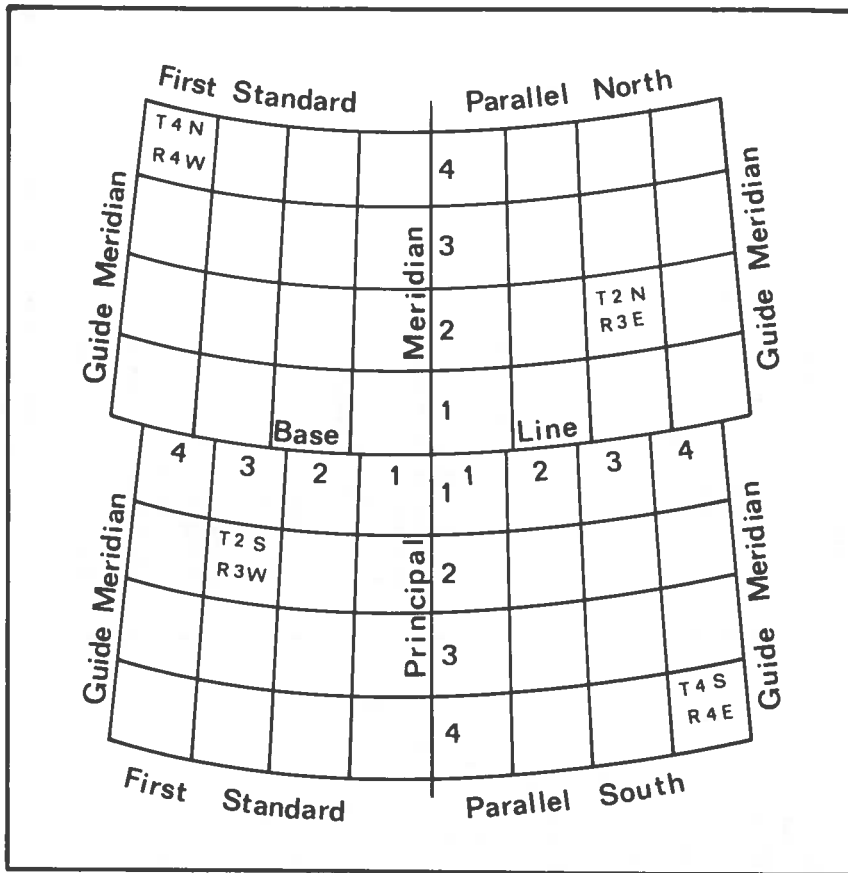 First Standard Parallel North
T4N
R4W
4
Guide Meridian
Meridian
Guide Meridian
3
T2N
R3E
2
1
Base Line
4 3 2 1 1 2 3 4
1
Guide Meridian
Principal
Guide Meridian
T2S
R3W
2
3
T4S
R4E
4
First Standard Parallel South